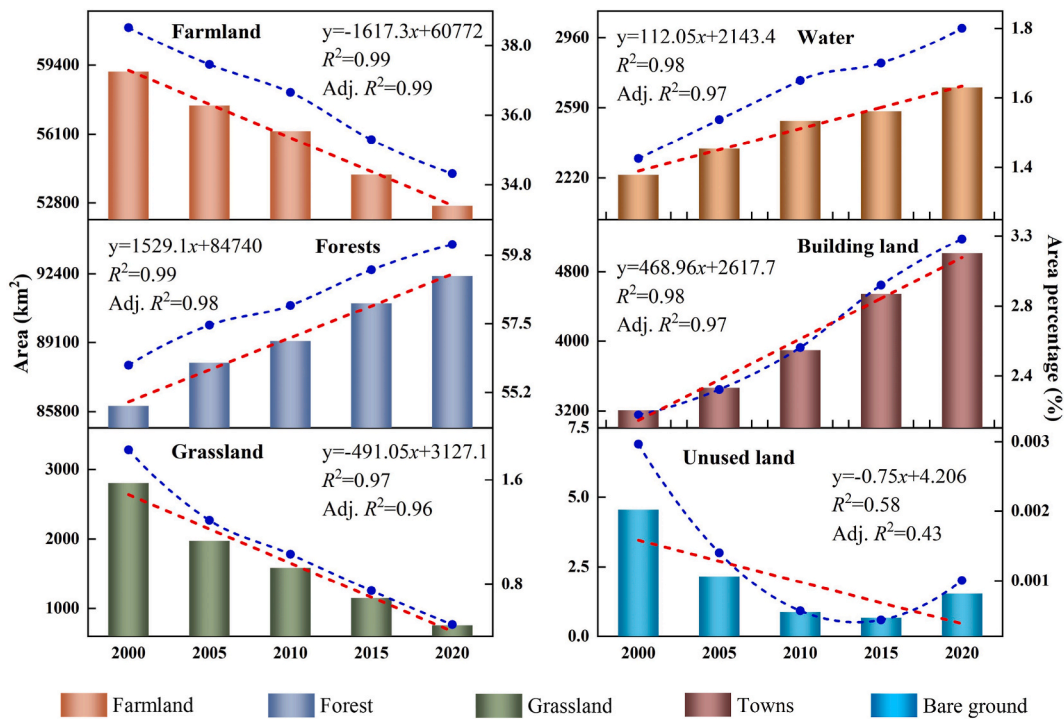 Farmland
y=-1617.3x+60772
R²=0.99
Adj. R²=0.99
59400
56100
52800
38.0
36.0
34.0
y=112.05x+2143.4
R²=0.98
Adj. R²=0.97
Water
2960
2590
2220
1.8
1.6
1.4
y=1529.1x+84740
R²=0.99
Adj. R²=0.98
Forests
92400
89100
85800
59.8
57.5
55.2
Building land
y=468.96x+2617.7
R²=0.98
Adj. R²=0.97
4800
4000
3200
3.3
2.8
2.4
Area (km²)
Area percentage (%)
Grassland
y=-491.05x+3127.1
R²=0.97
Adj. R²=0.96
3000
2000
1000
1.6
0.8
2000 2005 2010 2015 2020
Unused land
y=-0.75x+4.206
R²=0.58
Adj. R²=0.43
7.5
5.0
2.5
0.0
0.003
0.002
0.001
2000 2005 2010 2015 2020
Farmland Forest Grassland Towns Bare ground